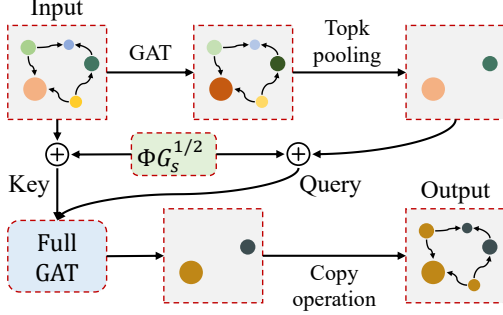 Input
GAT
Topk
pooling
ΦG_s^{1/2}
Key
Query
Output
Full
GAT
Copy
operation